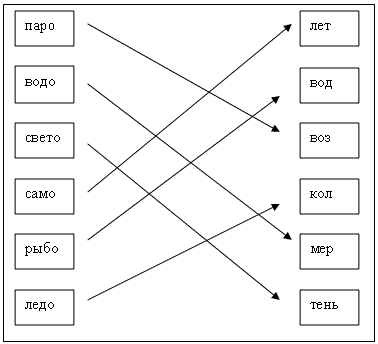 паро лет
водо вод
свето воз
само кол
рыбо мер
ледо тень